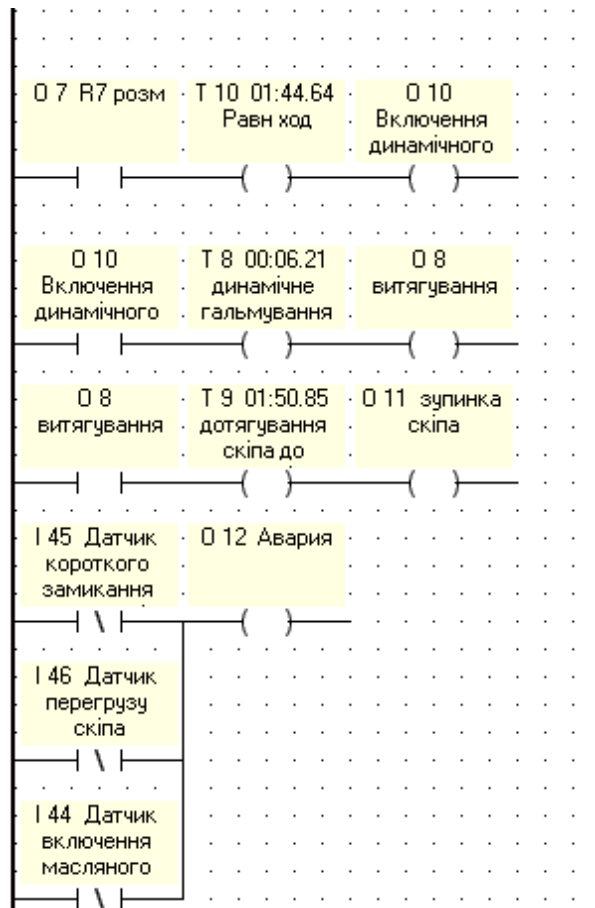 O 7 R7 розм
T 10 01:44.64
Равн ход
O 10
Включення
динамічного
O 10
Включення
динамічного
T 8 00:06.21
динамічне
гальмування
O 8
витягування
O 8
витягування
T 9 01:50.85
дотягування
скіпа до
O 11 зупинка
скіпа
I 45 Датчик
короткого
замикання
O 12 Авария
I 46 Датчик
перегрузу
скіпа
I 44 Датчик
включення
масляного